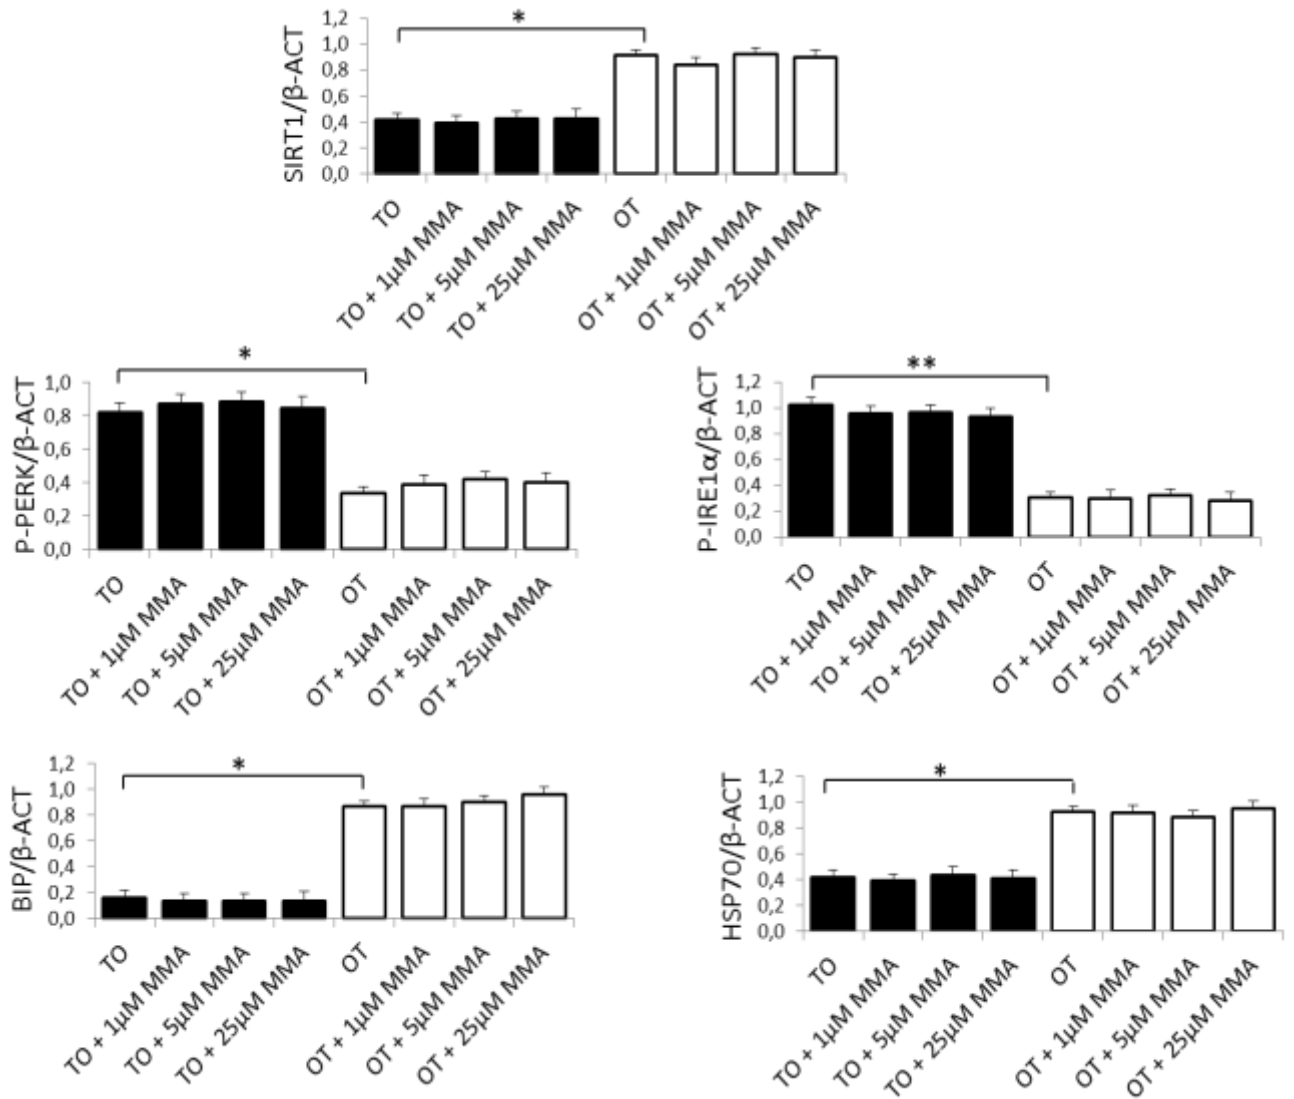 *
SIRT1/β-ACT
1,2
1,0
0,8
0,6
0,4
0,2
0,0
TO
TO + 1μM MMA
TO + 5μM MMA
TO + 25μM MMA
OT
OT + 1μM MMA
OT + 5μM MMA
OT + 25μM MMA
*
P-PERK/β-ACT
1,0
0,8
0,6
0,4
0,2
0,0
TO
TO + 1μM MMA
TO + 5μM MMA
TO + 25μM MMA
OT
OT + 1μM MMA
OT + 5μM MMA
OT + 25μM MMA
**
P-IRE1α/β-ACT
1,2
1,0
0,8
0,6
0,4
0,2
0,0
TO
TO + 1μM MMA
TO + 5μM MMA
TO + 25μM MMA
OT
OT + 1μM MMA
OT + 5μM MMA
OT + 25μM MMA
*
BIP/β-ACT
1,2
1,0
0,8
0,6
0,4
0,2
0,0
TO
TO + 1μM MMA
TO + 5μM MMA
TO + 25μM MMA
OT
OT + 1μM MMA
OT + 5μM MMA
OT + 25μM MMA
*
HSP70/β-ACT
1,2
1,0
0,8
0,6
0,4
0,2
0,0
TO
TO + 1μM MMA
TO + 5μM MMA
TO + 25μM MMA
OT
OT + 1μM MMA
OT + 5μM MMA
OT + 25μM MMA